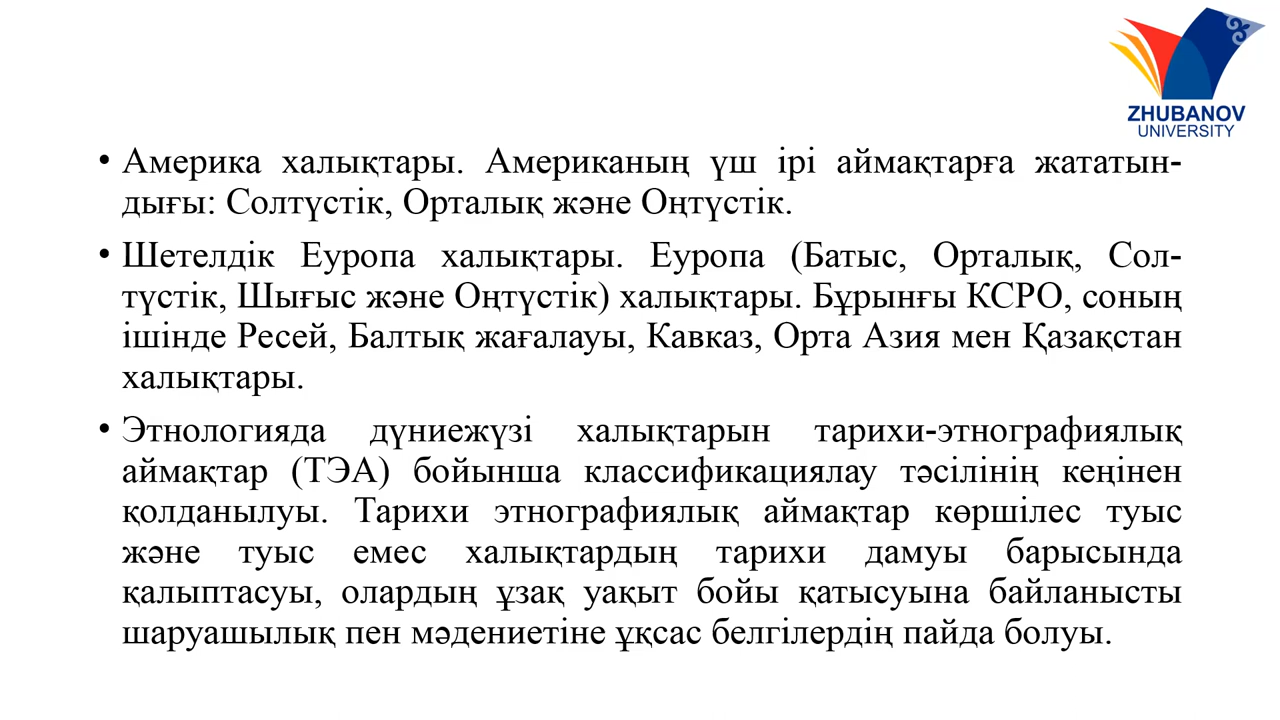 ZHUBANOV
UNIVERSITY
• Америка халықтары. Американың үш ірі аймақтарға жататын-
дығы: Солтүстік, Орталық және Оңтүстік.
• Шетелдік Еуропа халықтары. Еуропа (Батыс, Орталық, Сол-
түстік, Шығыс және Оңтүстік) халықтары. Бұрынғы КСРО, соның
ішінде Ресей, Балтық жағалауы, Кавказ, Орта Азия мен Қазақстан
халықтары.
• Этнологияда дүниежүзі халықтарын тарихи-этнографиялық
аймақтар (ТЭА) бойынша классификациялау тәсілінің кеңінен
қолданылуы. Тарихи этнографиялық аймақтар көршілес туыс
және туыс емес халықтардың тарихи дамуы барысында
қалыптасуы, олардың ұзақ уақыт бойы қатысуына байланысты
шаруашылық пен мәдениетіне ұқсас белгілердің пайда болуы.